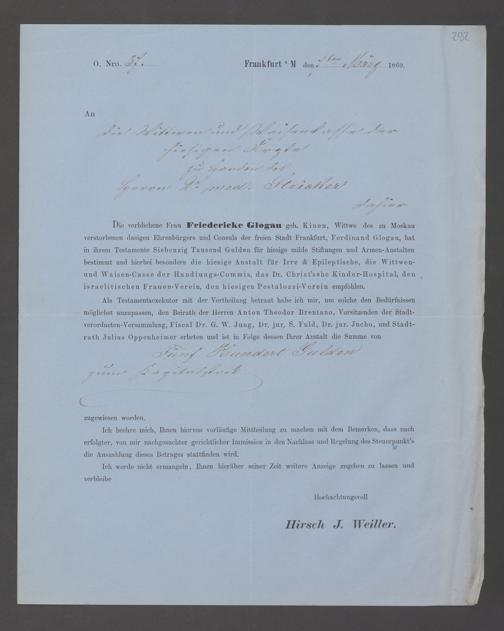 282
O. Nro. 37. Frankfurt a/M den 7ten März 1869.
An
die Wittwen und Waisenkasse der
hiesigen Ärzte
zu Handen des
Herrn Dr. med.
dahier
Die verblichene Frau Friedericke Glogau geb. Kinen, Wittwe des zu Moskau
verstorbenen dasigen Ehrenbürgers und Consuls der freien Stadt Frankfurt, Ferdinand Glogau, hat
in ihrem Testamente Siebenzig Tausend Gulden für hiesige milde Stiftungen und Armen-Anstalten
bestimmt und hierbei besonders die hiesige Anstalt für Irre & Epileptische, die Wittwen-
und Waisen-Casse der Handlungs-Commis, das Dr. Christ'sche Kinder-Hospital, den
israelitischen Frauen-Verein, den hiesigen Pestalozzi-Verein empfohlen.
Als Testamentsexekutor mit der Vertheilung betraut habe ich mir, um solche den Bedürfnissen
möglichst anzupassen, den Beirath der Herren Anton Theodor Brentano, Vorsitzenden der Stadt-
verordneten-Versammlung, Fiscal Dr. G. W. Jung, Dr. jur. S. Fuld, Dr. jur. Jucho, und Stadt-
rath Julius Oppenheimer erbeten und ist in Folge dessen Ihrer Anstalt die Summe von
Fünf Hundert Gulden
zum Kapitalstock
zugewiesen worden.
Ich beehre mich, Ihnen hiervon vorläufige Mittheilung zu machen mit dem Bemerken, dass nach
erfolgter, von mir nachgesuchter gerichtlicher Immission in den Nachlass und Regelung des Steuerpunkt's
die Auszahlung dieses Betrages stattfinden wird.
Ich werde nicht ermangeln, Ihnen hierüber seiner Zeit weitere Anzeige zugehen zu lassen und
verbleibe
Hochachtungsvoll
Hirsch J. Weiller.